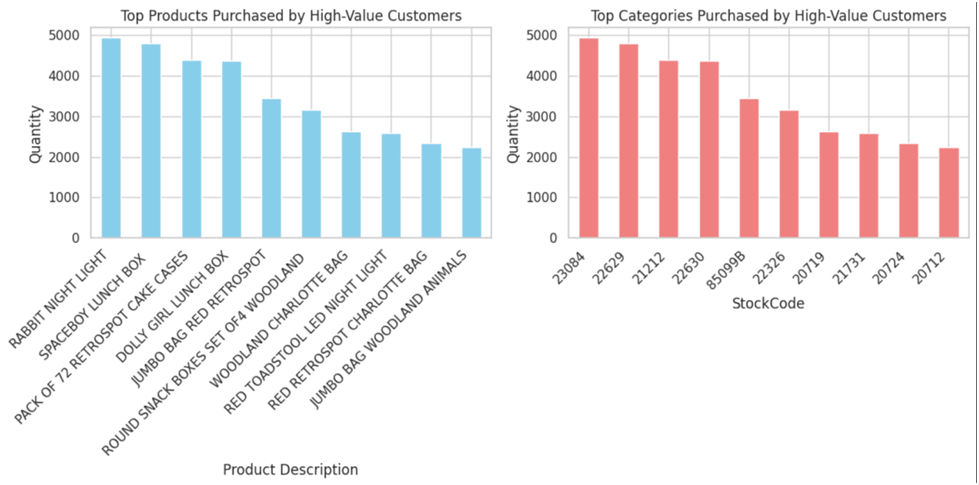 Top Products Purchased by High-Value Customers
Quantity
5000
4000
3000
2000
1000
0
RABBIT NIGHT LIGHT
SPACEBOY LUNCH BOX
PACK OF 72 RETROSPOT CAKE CASES
DOLLY GIRL LUNCH BOX
JUMBO BAG RED RETROSPOT
ROUND SNACK BOXES SET OF4 WOODLAND
WOODLAND CHARLOTTE BAG
RED TOADSTOOL LED NIGHT LIGHT
RED RETROSPOT CHARLOTTE BAG
JUMBO BAG WOODLAND ANIMALS
Product Description
Top Categories Purchased by High-Value Customers
Quantity
5000
4000
3000
2000
1000
0
23084
22629
21212
22630
85099B
22326
20719
21731
20724
20712
StockCode